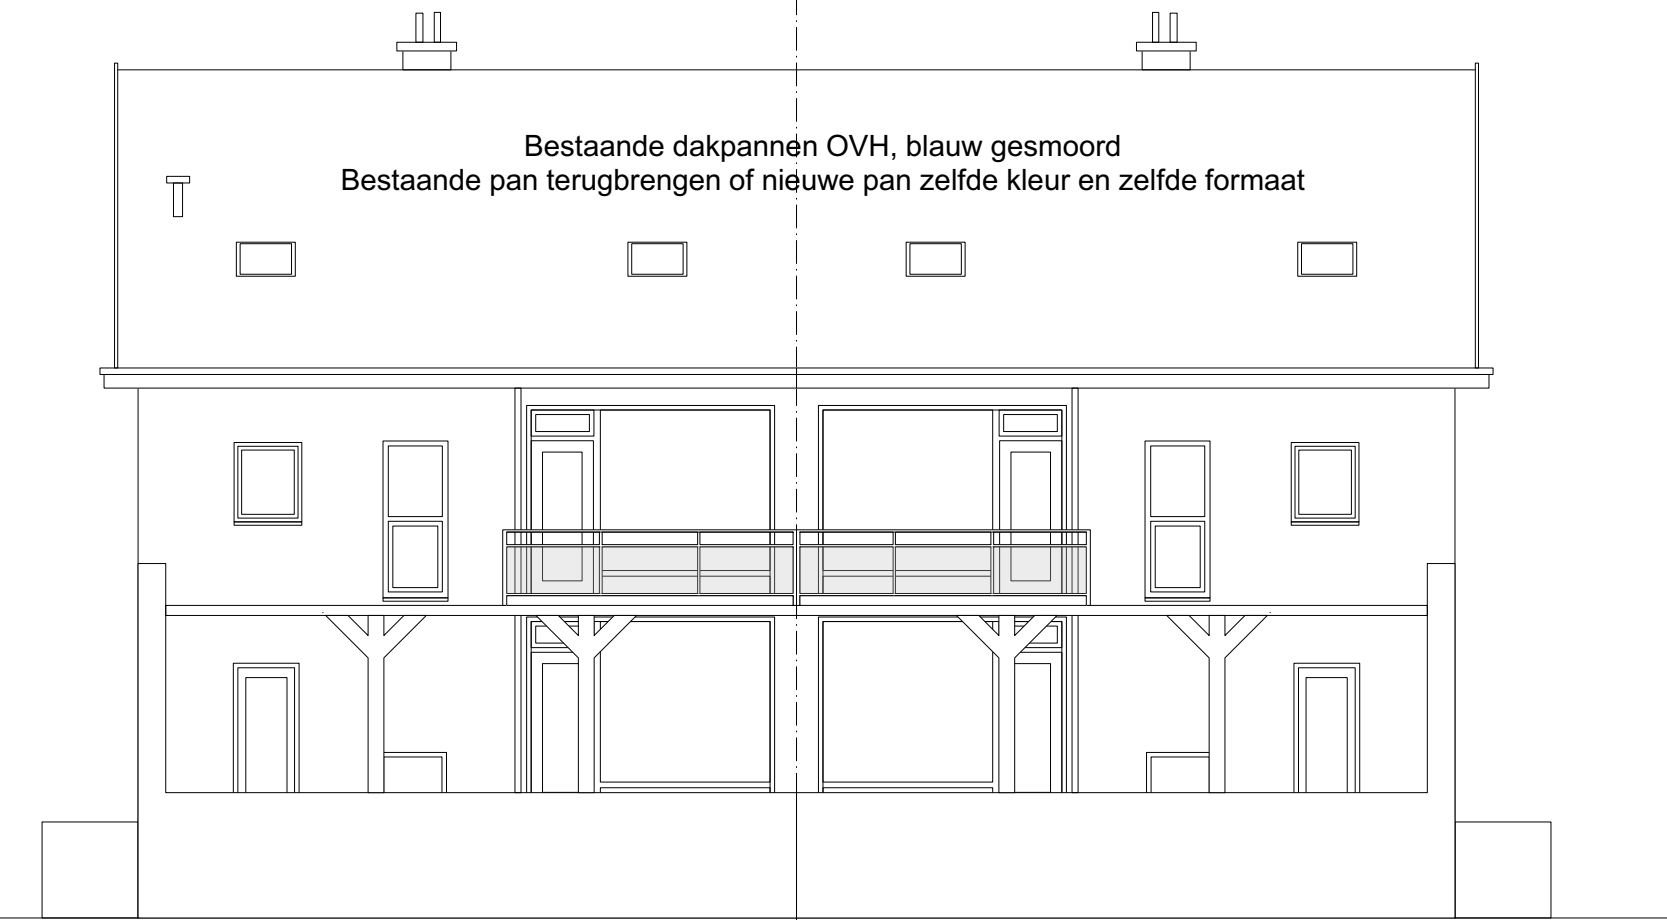 Bestaande dakpannen OVH, blauw gesmoord
Bestaande pan terugbrengen of nieuwe pan zelfde kleur en zelfde formaat